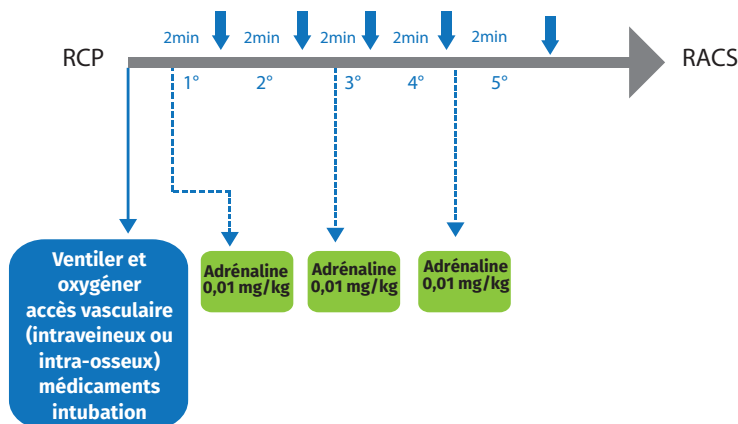 2min 2min 2min 2min 2min
RCP
RACS
1° 2° 3° 4° 5°
Ventiler et
oxygéner
accès vasculaire
(intraveineux ou
intra-osseux)
médicaments
intubation
Adrénaline
0,01 mg/kg
Adrénaline
0,01 mg/kg
Adrénaline
0,01 mg/kg